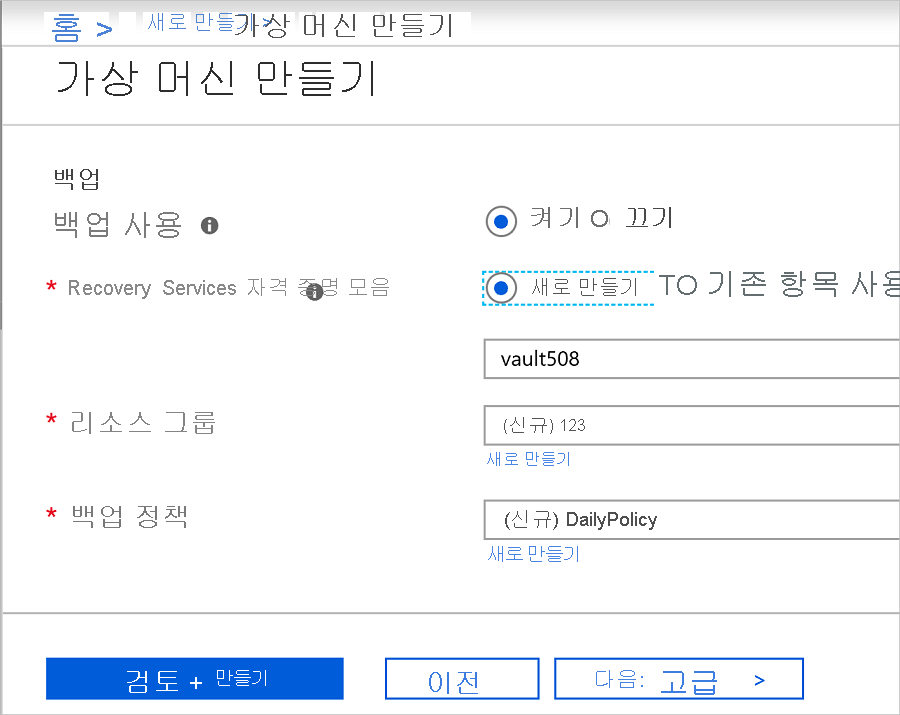 홈 > 새로 만들기 > 가상 머신 만들기
가상 머신 만들기
백업
백업 사용 켜기 O 끄기
* Recovery Services 자격 증명 모음 새로 만들기 TO 기존 항목 사용
vault508
* 리소스 그룹 (신규) 123
새로 만들기
* 백업 정책 (신규) DailyPolicy
새로 만들기
검토 + 만들기 이전 다음: 고급 >